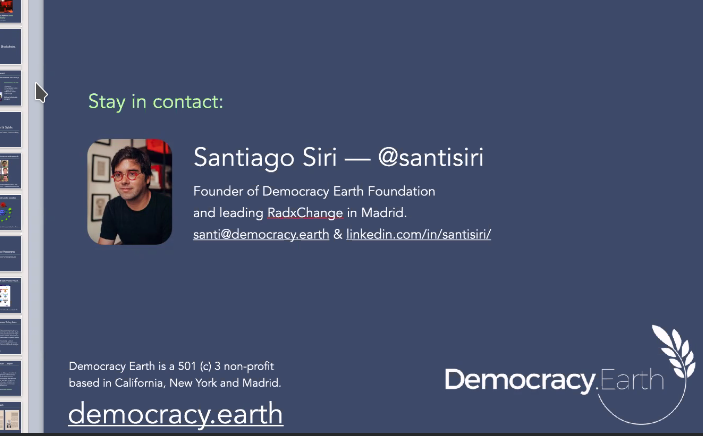 Stay in contact:
Santiago Siri — @santisiri
Founder of Democracy Earth Foundation
and leading RadxChange in Madrid.
santi@democracy.earth & linkedin.com/in/santisiri/
Democracy Earth is a 501 (c) 3 non-profit
based in California, New York and Madrid.
democracy.earth
Democracy.Earth